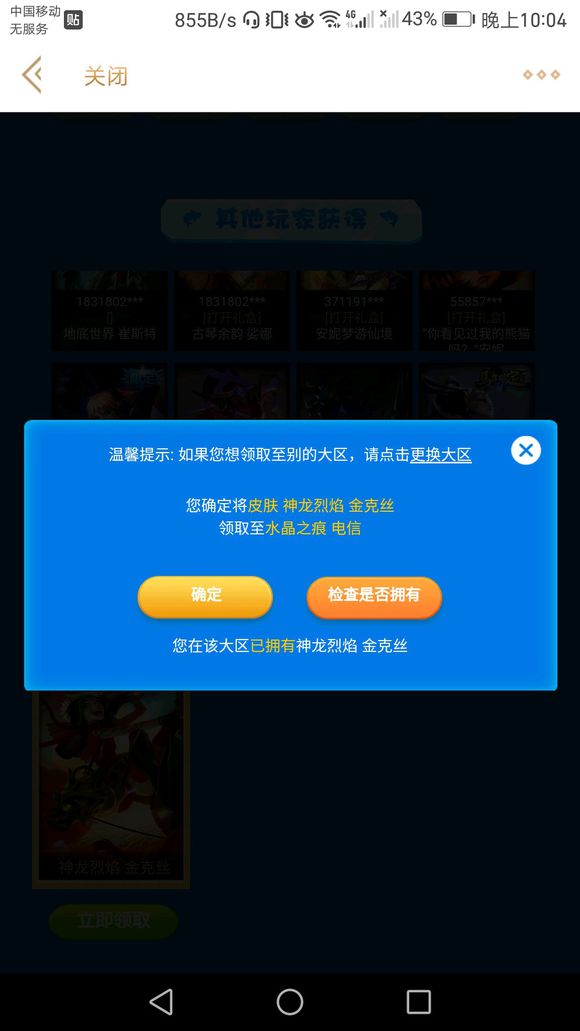 中国移动
无服务
贴
855B/s
4G
43%
晚上10:04
关闭
其他玩家获得
1831802*** 1831802*** 371191*** 55857***
[] [打开礼盒] [打开礼盒] [打开礼盒]
地底世界 崔斯特 古琴余韵 娑娜 安妮梦游仙境 "你看见过我的熊猫
吗？"安妮
温馨提示: 如果您想领取至别的大区，请点击更换大区
您确定将皮肤 神龙烈焰 金克丝
领取至水晶之痕 电信
确定 检查是否拥有
您在该大区已拥有神龙烈焰 金克丝
神龙烈焰 金克丝
立即领取